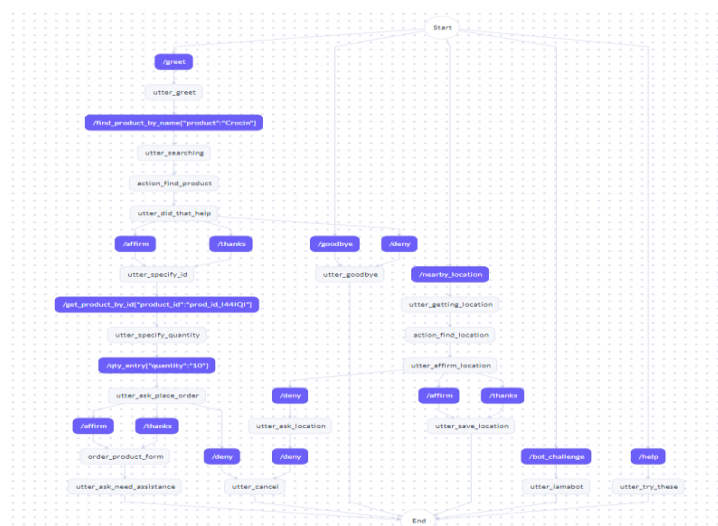 Start
/greet
utter_greet
/find_product_by_name{"product":"Crocin"}
utter_searching
action_find_product
utter_did_that_help
/affirm /thanks /goodbye /deny
utter_specify_id utter_goodbye /nearby_location
/get_product_by_id{"product_id":"prod_id_I44IQI"} utter_getting_location
utter_specify_quantity action_find_location
/qty_entry{"quantity":"10"} utter_affirm_location
utter_ask_place_order /deny /affirm /thanks
/affirm /thanks utter_ask_location utter_save_location
order_product_form /deny /deny /bot_challenge /help
utter_ask_need_assistance utter_cancel utter_iamabot utter_try_these
End